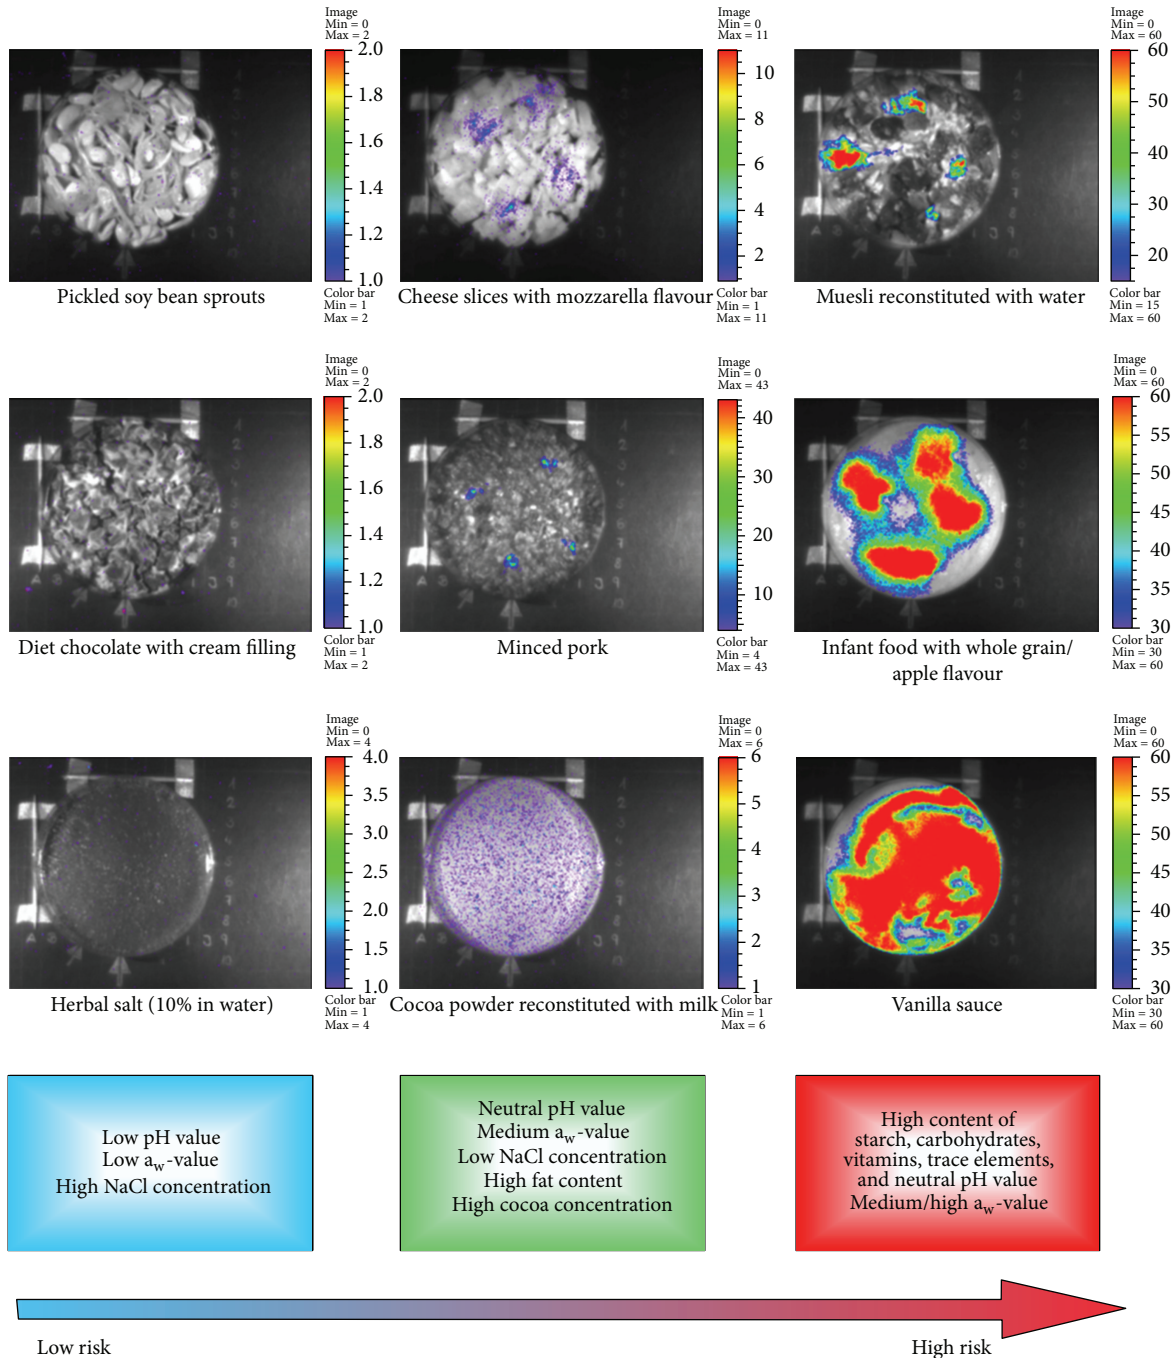 Image
Min = 0
Max = 2
2.0
1.8
1.6
1.4
1.2
1.0
Color bar
Min = 1
Max = 2
Pickled soy bean sprouts
Image
Min = 0
Max = 11
10
8
6
4
2
Color bar
Min = 1
Max = 11
Cheese slices with mozzarella flavour
Image
Min = 0
Max = 60
60
50
40
30
20
Color bar
Min = 15
Max = 60
Muesli reconstituted with water
Image
Min = 0
Max = 2
2.0
1.8
1.6
1.4
1.2
1.0
Color bar
Min = 1
Max = 2
Diet chocolate with cream filling
Image
Min = 0
Max = 43
40
30
20
10
Color bar
Min = 4
Max = 43
Minced pork
Image
Min = 0
Max = 60
60
55
50
45
40
35
30
Color bar
Min = 30
Max = 60
Infant food with whole grain/
apple flavour
Image
Min = 0
Max = 4
4.0
3.5
3.0
2.5
2.0
1.5
1.0
Color bar
Min = 1
Max = 4
Herbal salt (10% in water)
Image
Min = 0
Max = 6
6
5
4
3
2
1
Color bar
Min = 1
Max = 6
Cocoa powder reconstituted with milk
Image
Min = 0
Max = 60
60
55
50
45
40
35
30
Color bar
Min = 30
Max = 60
Vanilla sauce
Low pH value
Low aw-value
High NaCl concentration
Neutral pH value
Medium aw-value
Low NaCl concentration
High fat content
High cocoa concentration
High content of
starch, carbohydrates,
vitamins, trace elements,
and neutral pH value
Medium/high aw-value
Low risk
High risk